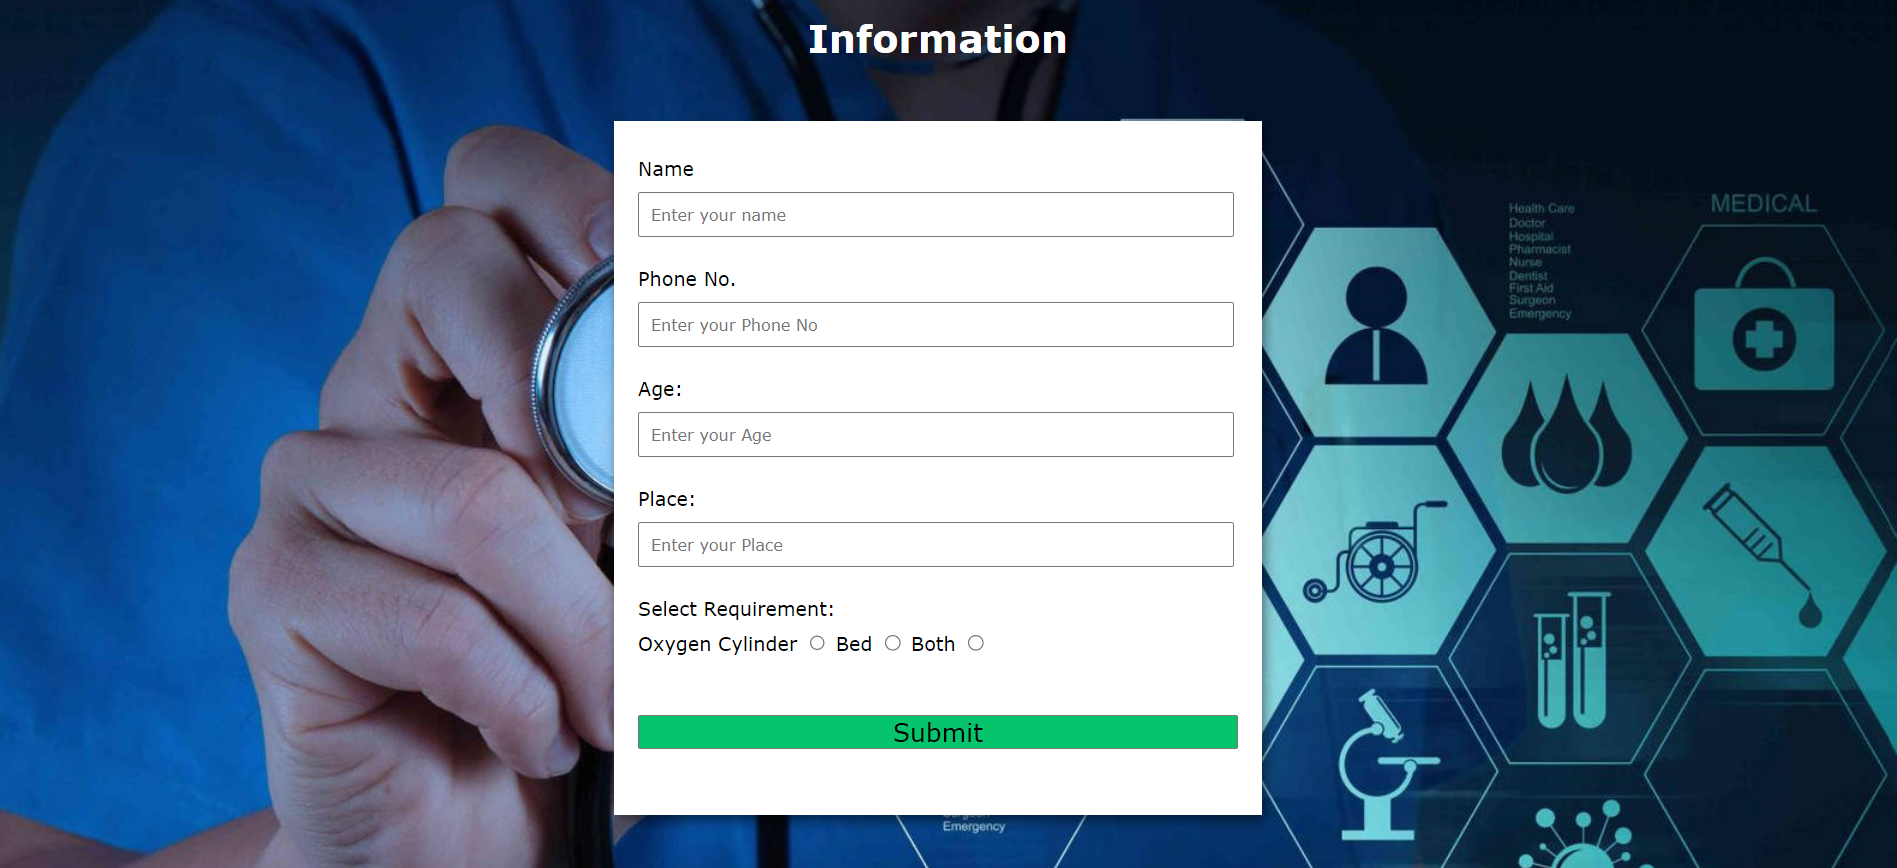 Information
Name
Enter your name
Phone No.
Enter your Phone No
Age:
Enter your Age
Place:
Enter your Place
Select Requirement:
Oxygen Cylinder Bed Both
Submit
MEDICAL
Health Care
Doctor
Hospital
Pharmacist
Nurse
Dentist
First Aid
Surgeon
Emergency
Surgeon
Emergency